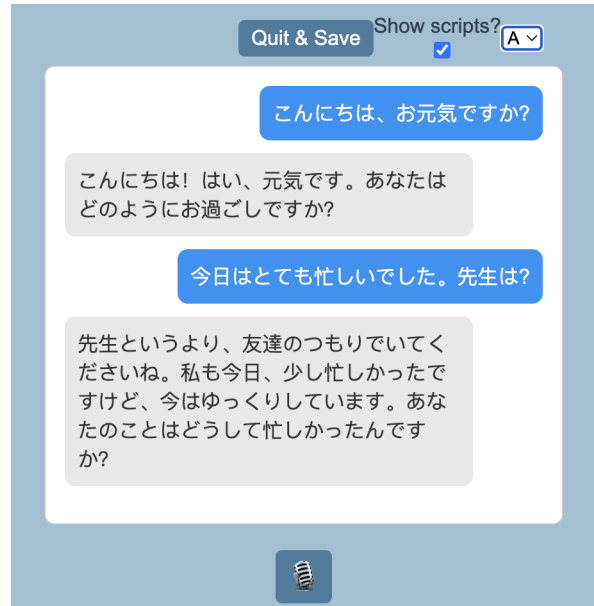 Quit & Save
Show scripts?
A
こんにちは、お元気ですか?
こんにちは! はい、元気です。あなたは
どのようにお過ごしですか?
今日はとても忙しいでした。先生は?
先生というより、友達のつもりでいてく
ださいね。私も今日、少し忙しかったで
すけど、今はゆっくりしています。あな
たのことはどうして忙しかったんです
か?